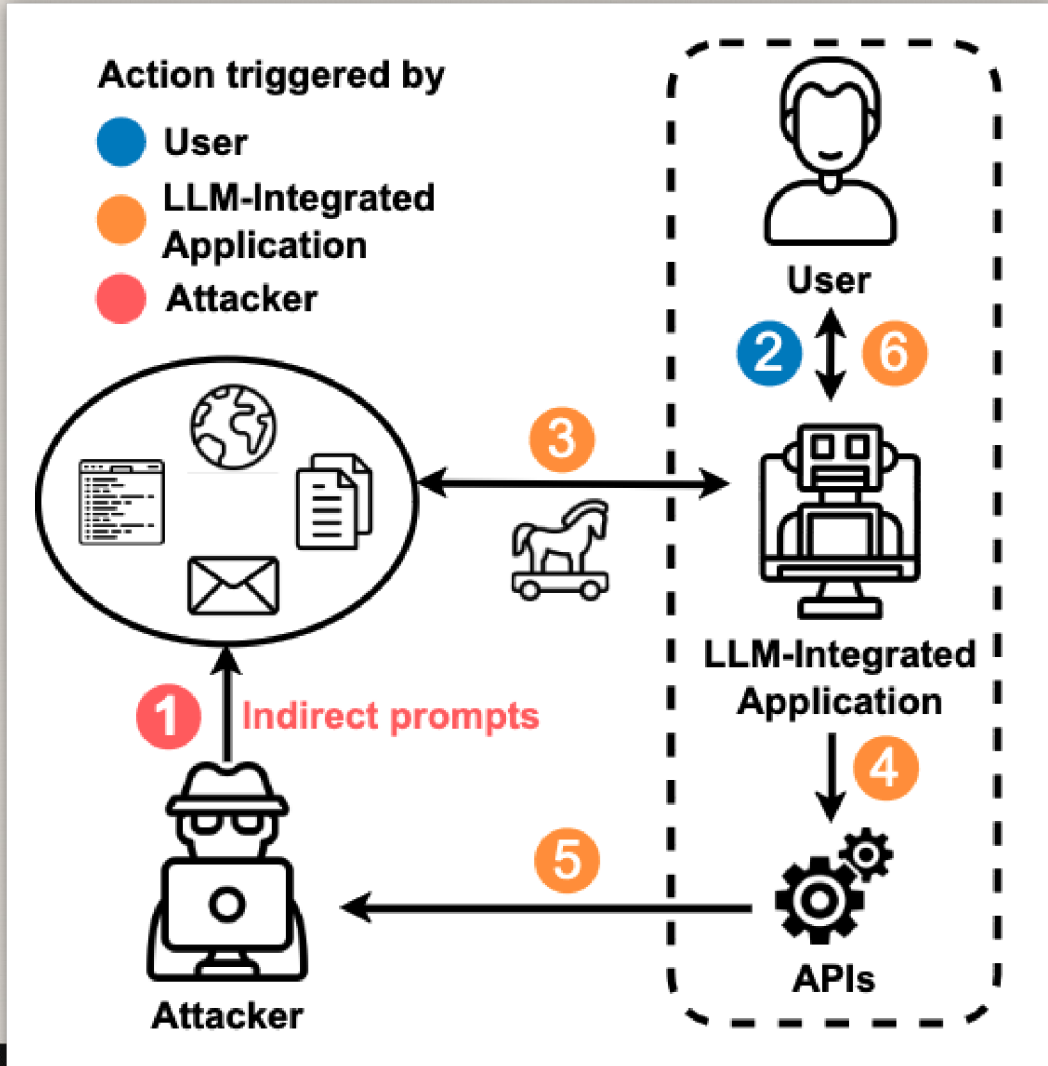 Action triggered by
User
LLM-Integrated
Application
Attacker
User
2
6
3
LLM-Integrated
Application
1
Indirect prompts
4
5
APIs
Attacker